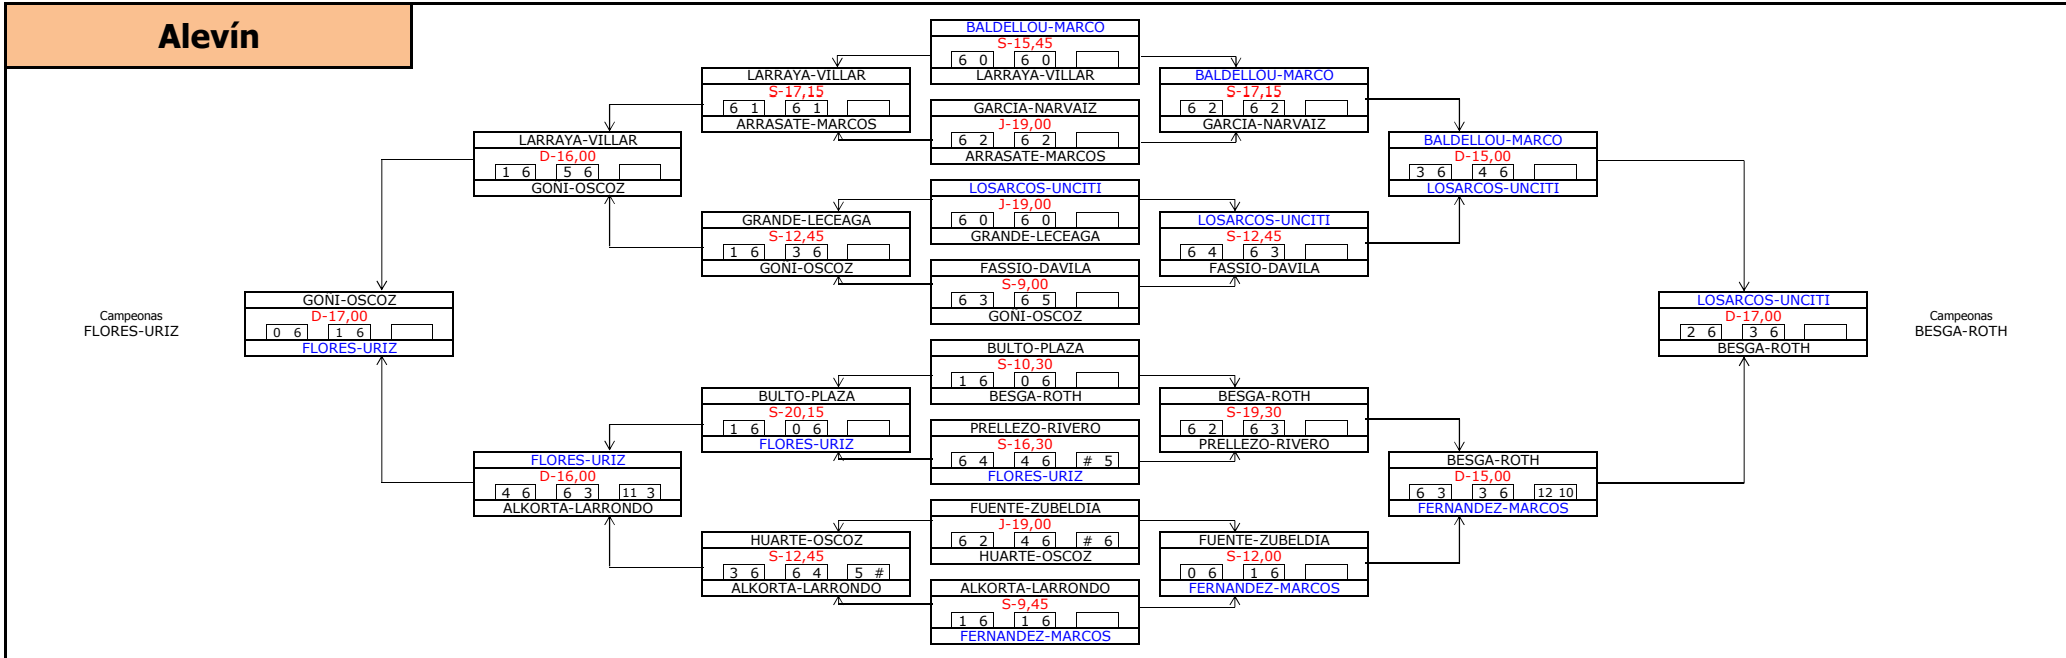 Alevín
BALDELLOU-MARCO
S-15,45
6 0 6 0
LARRAYA-VILLAR
LARRAYA-VILLAR
S-17,15
6 1 6 1
ARRASATE-MARCOS
BALDELLOU-MARCO
S-17,15
6 2 6 2
GARCIA-NARVAIZ
GARCIA-NARVAIZ
J-19,00
6 2 6 2
ARRASATE-MARCOS
LARRAYA-VILLAR
D-16,00
1 6 5 6
GOÑI-OSCOZ
BALDELLOU-MARCO
D-15,00
3 6 4 6
LOSARCOS-UNCITI
LOSARCOS-UNCITI
J-19,00
6 0 6 0
GRANDE-LECEAGA
GRANDE-LECEAGA
S-12,45
1 6 3 6
GOÑI-OSCOZ
LOSARCOS-UNCITI
S-12,45
6 4 6 3
FASSIO-DAVILA
FASSIO-DAVILA
S-9,00
6 3 6 5
GOÑI-OSCOZ
Campeonas
FLORES-URIZ
GOÑI-OSCOZ
D-17,00
0 6 1 6
FLORES-URIZ
LOSARCOS-UNCITI
D-17,00
2 6 3 6
BESGA-ROTH
Campeonas
BESGA-ROTH
BULTO-PLAZA
S-10,30
1 6 0 6
BESGA-ROTH
BULTO-PLAZA
S-20,15
1 6 0 6
FLORES-URIZ
BESGA-ROTH
S-19,30
6 2 6 3
PRELLEZO-RIVERO
PRELLEZO-RIVERO
S-16,30
6 4 4 6 # 5
FLORES-URIZ
FLORES-URIZ
D-16,00
4 6 6 3 11 3
ALKORTA-LARRONDO
BESGA-ROTH
D-15,00
6 3 3 6 12 10
FERNANDEZ-MARCOS
FUENTE-ZUBELDIA
J-19,00
6 2 4 6 # 6
HUARTE-OSCOZ
HUARTE-OSCOZ
S-12,45
3 6 6 4 5 #
ALKORTA-LARRONDO
FUENTE-ZUBELDIA
S-12,00
0 6 1 6
FERNANDEZ-MARCOS
ALKORTA-LARRONDO
S-9,45
1 6 1 6
FERNANDEZ-MARCOS